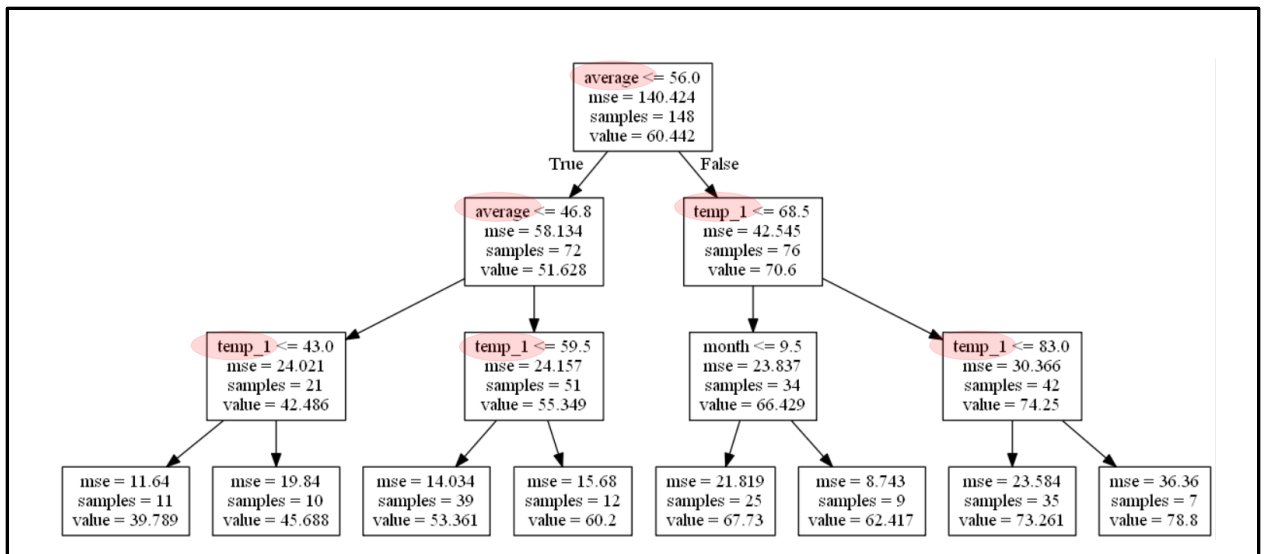 average <= 56.0
mse = 140.424
samples = 148
value = 60.442
True
False
average <= 46.8
mse = 58.134
samples = 72
value = 51.628
temp_1 <= 68.5
mse = 42.545
samples = 76
value = 70.6
temp_1 <= 43.0
mse = 24.021
samples = 21
value = 42.486
temp_1 <= 59.5
mse = 24.157
samples = 51
value = 55.349
month <= 9.5
mse = 23.837
samples = 34
value = 66.429
temp_1 <= 83.0
mse = 30.366
samples = 42
value = 74.25
mse = 11.64
samples = 11
value = 39.789
mse = 19.84
samples = 10
value = 45.688
mse = 14.034
samples = 39
value = 53.361
mse = 15.68
samples = 12
value = 60.2
mse = 21.819
samples = 25
value = 67.73
mse = 8.743
samples = 9
value = 62.417
mse = 23.584
samples = 35
value = 73.261
mse = 36.36
samples = 7
value = 78.8